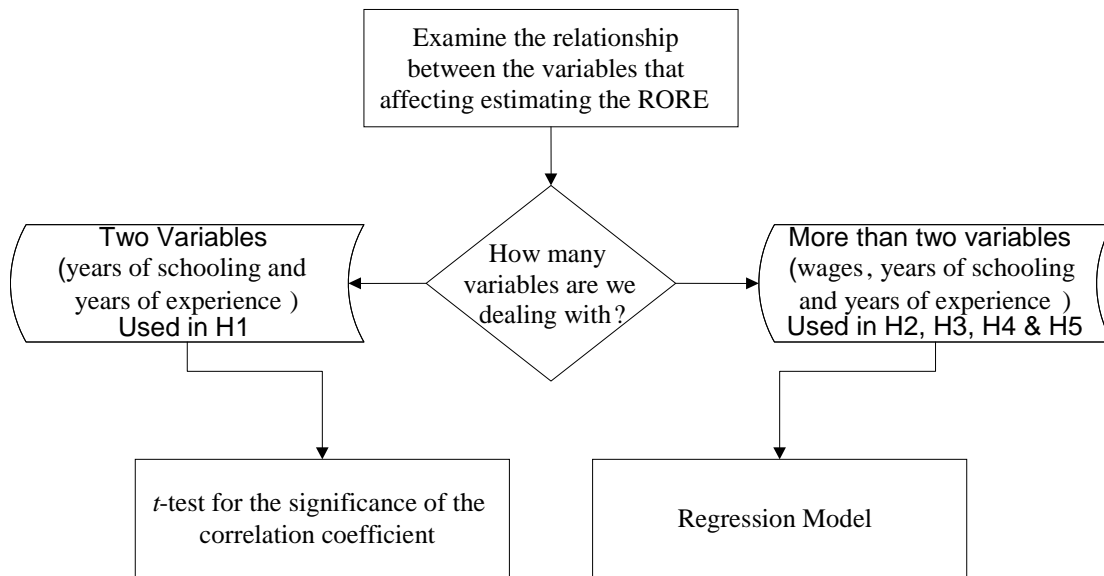 Examine the relationship
between the variables that
affecting estimating the RORE
How many
variables are we
dealing with?
Two Variables
(years of schooling and
years of experience )
Used in H1
More than two variables
(wages, years of schooling
and years of experience )
Used in H2, H3, H4 & H5
t-test for the significance of the
correlation coefficient
Regression Model